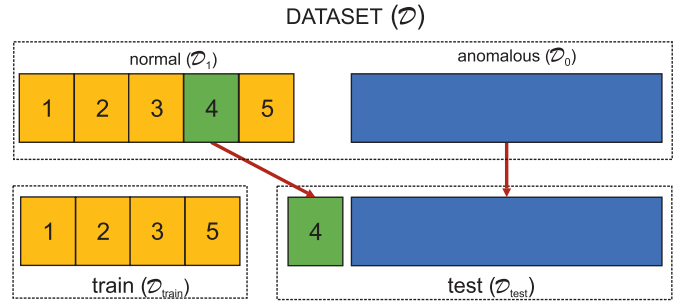 DATASET (𝒟)
normal (𝒟₁) anomalous (𝒟₀)
1 2 3 4 5
1 2 3 5 4
train (𝒟train) test (𝒟test)